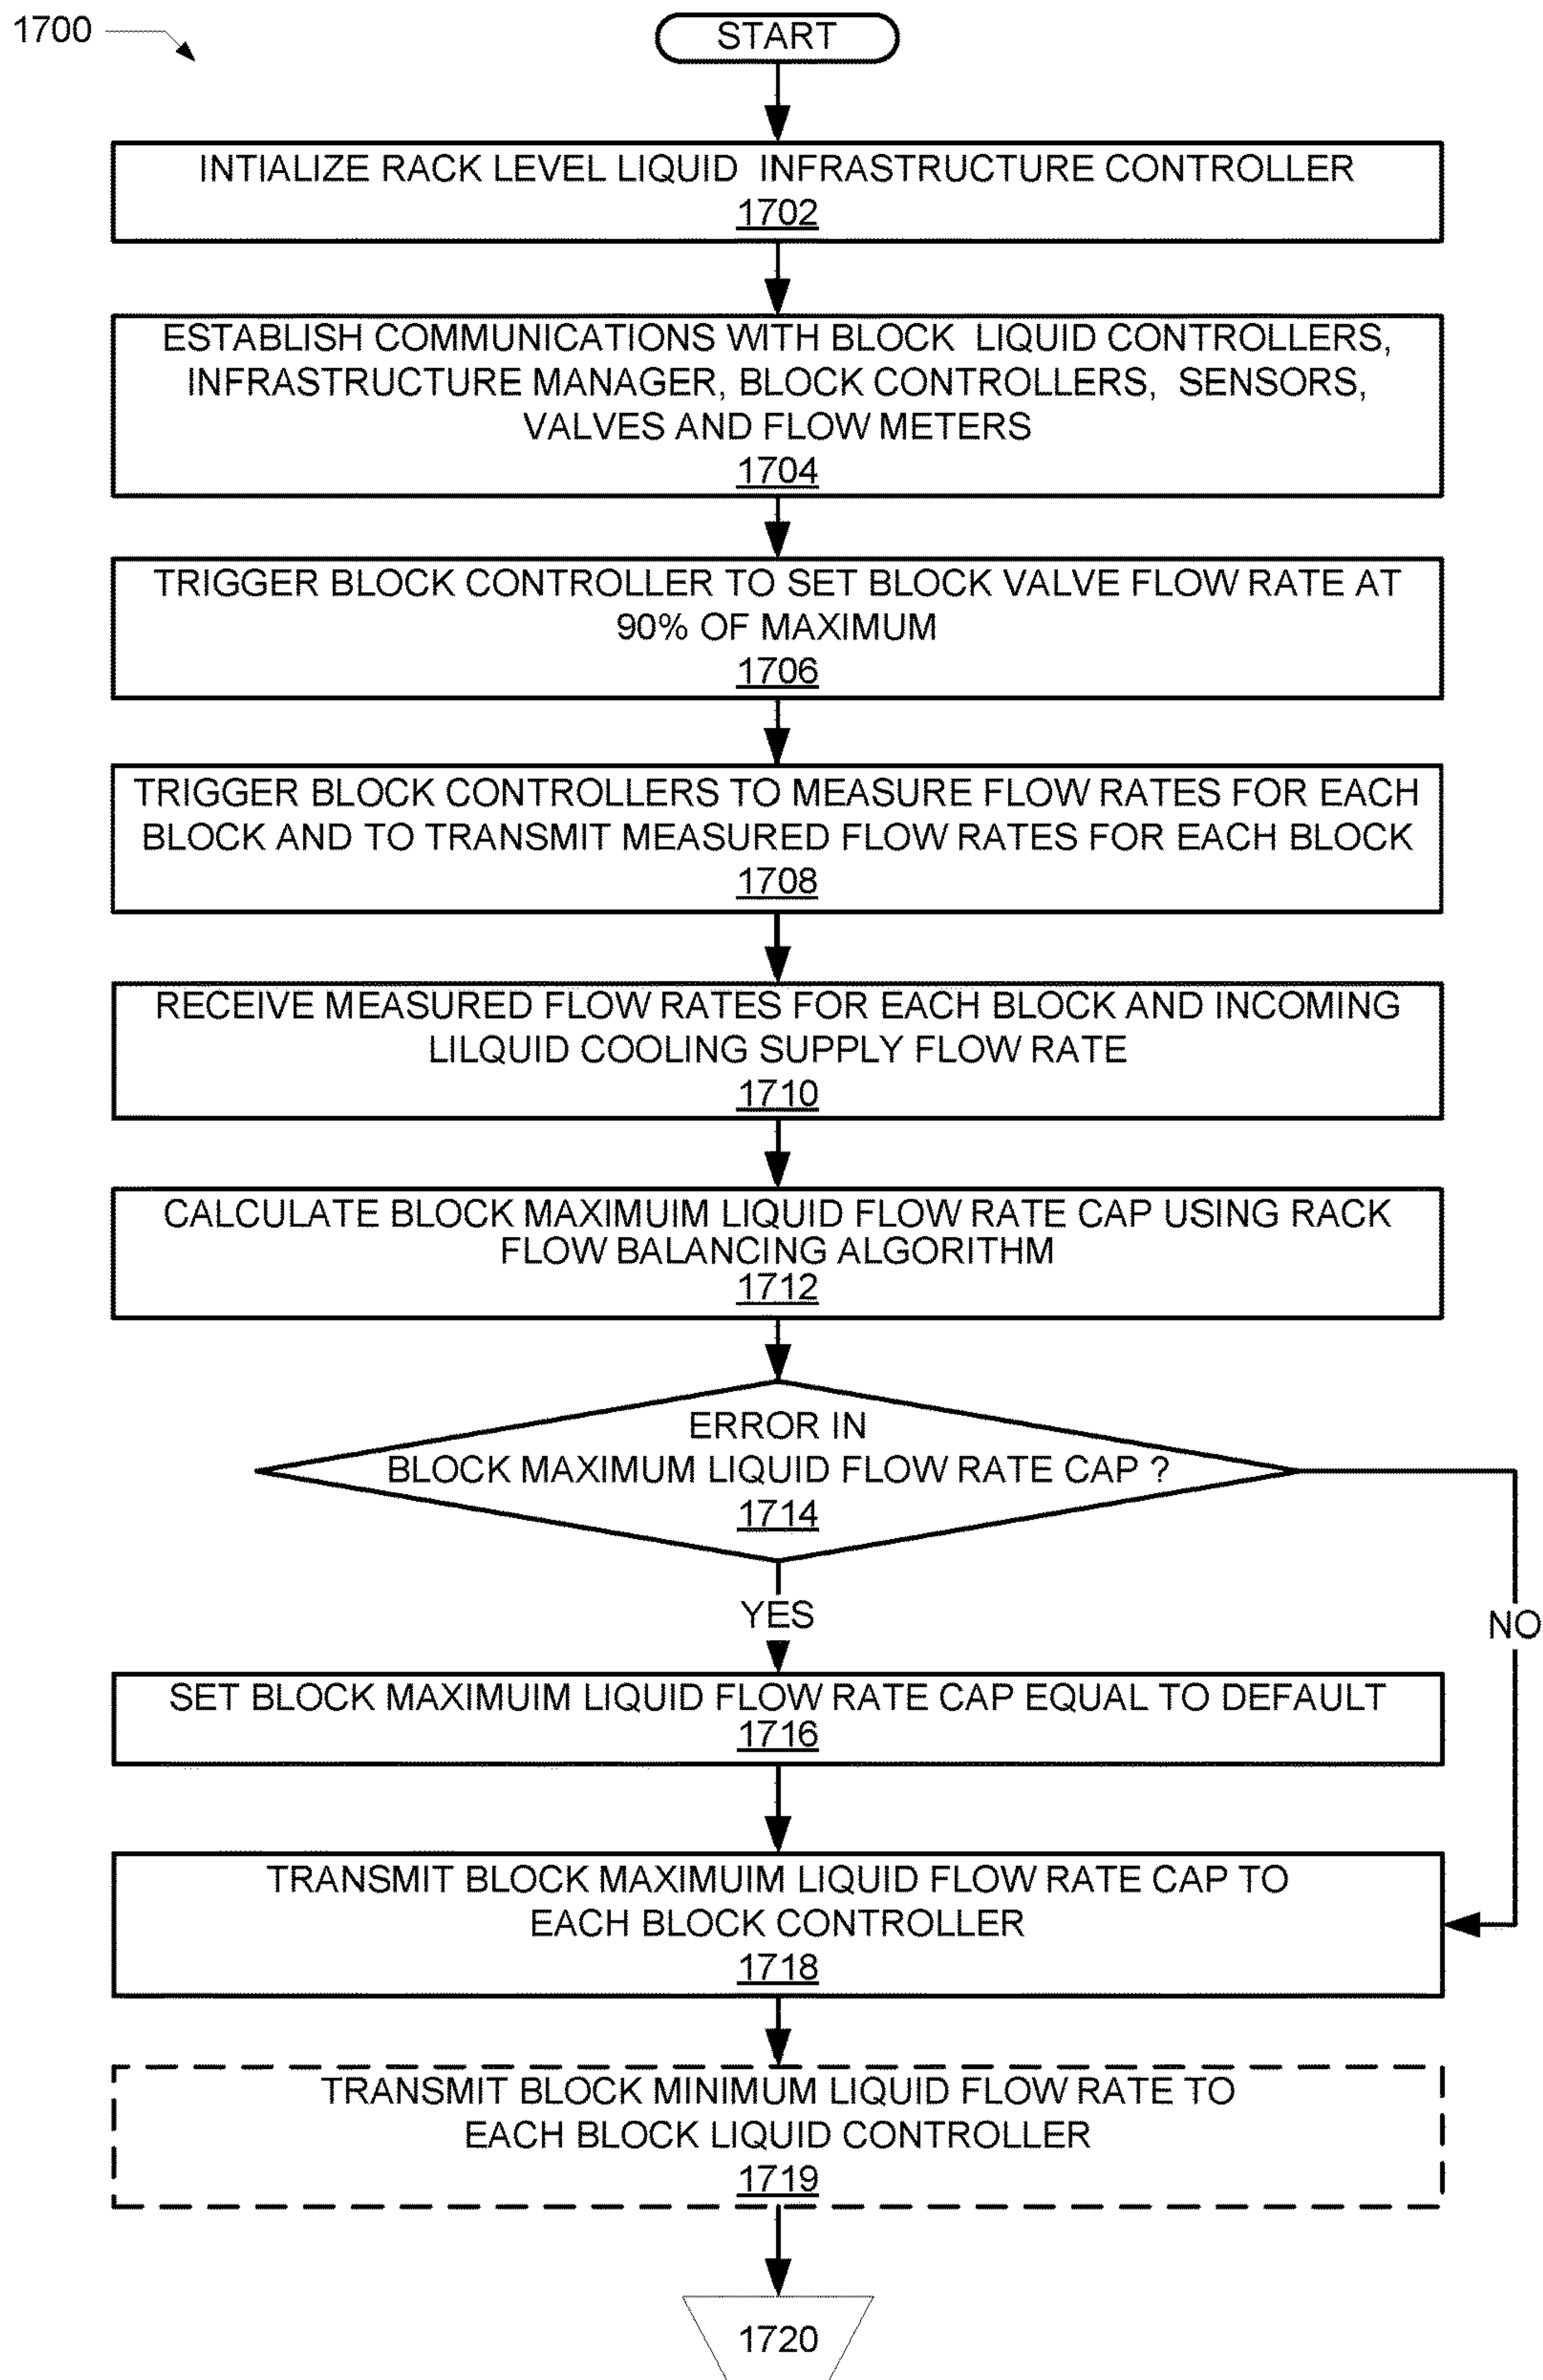 1700
START
INTIALIZE RACK LEVEL LIQUID INFRASTRUCTURE CONTROLLER
1702
ESTABLISH COMMUNICATIONS WITH BLOCK LIQUID CONTROLLERS,
INFRASTRUCTURE MANAGER, BLOCK CONTROLLERS, SENSORS,
VALVES AND FLOW METERS
1704
TRIGGER BLOCK CONTROLLER TO SET BLOCK VALVE FLOW RATE AT
90% OF MAXIMUM
1706
TRIGGER BLOCK CONTROLLERS TO MEASURE FLOW RATES FOR EACH
BLOCK AND TO TRANSMIT MEASURED FLOW RATES FOR EACH BLOCK
1708
RECEIVE MEASURED FLOW RATES FOR EACH BLOCK AND INCOMING
LILQUID COOLING SUPPLY FLOW RATE
1710
CALCULATE BLOCK MAXIMUIM LIQUID FLOW RATE CAP USING RACK
FLOW BALANCING ALGORITHM
1712
ERROR IN
BLOCK MAXIMUM LIQUID FLOW RATE CAP ?
1714
YES
NO
SET BLOCK MAXIMUIM LIQUID FLOW RATE CAP EQUAL TO DEFAULT
1716
TRANSMIT BLOCK MAXIMUIM LIQUID FLOW RATE CAP TO
EACH BLOCK CONTROLLER
1718
TRANSMIT BLOCK MINIMUM LIQUID FLOW RATE TO
EACH BLOCK LIQUID CONTROLLER
1719
1720